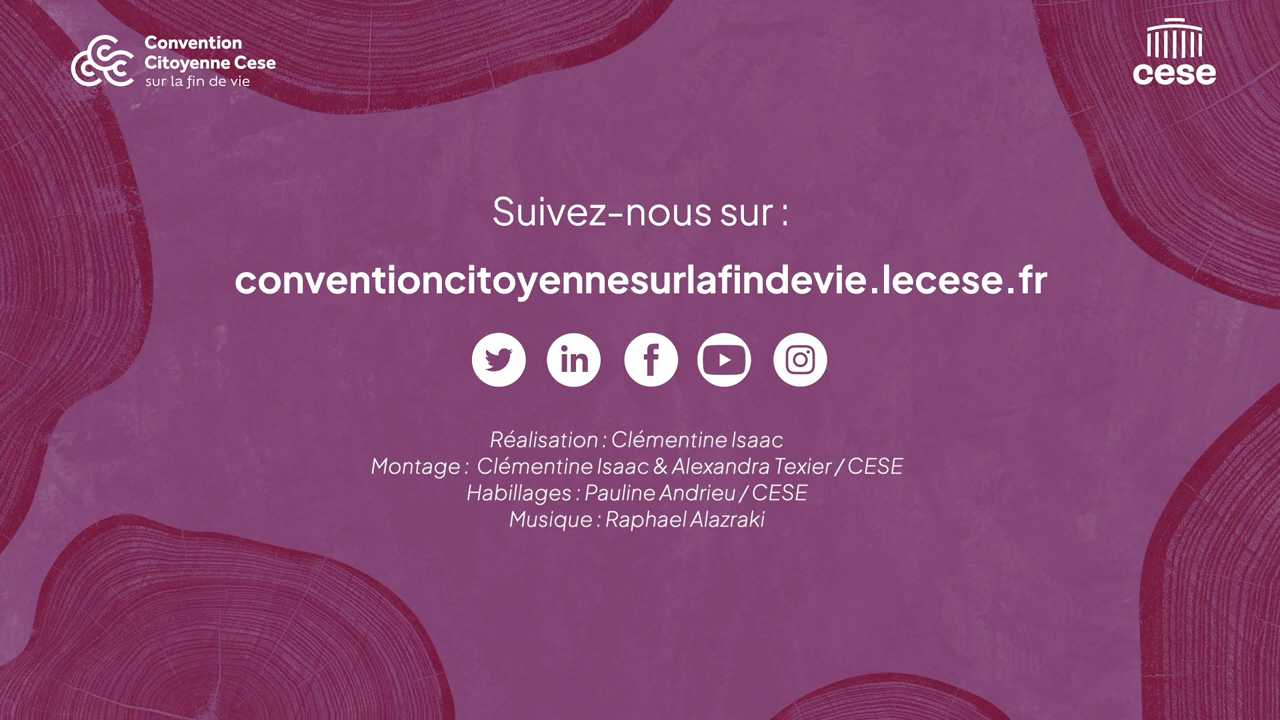 Convention
Citoyenne Cese
sur la fin de vie
cese
Suivez-nous sur :
conventioncitoyennesurlafindevie.lecese.fr
Réalisation : Clémentine Isaac
Montage : Clémentine Isaac & Alexandra Texier / CESE
Habillages : Pauline Andrieu / CESE
Musique : Raphael Alazraki